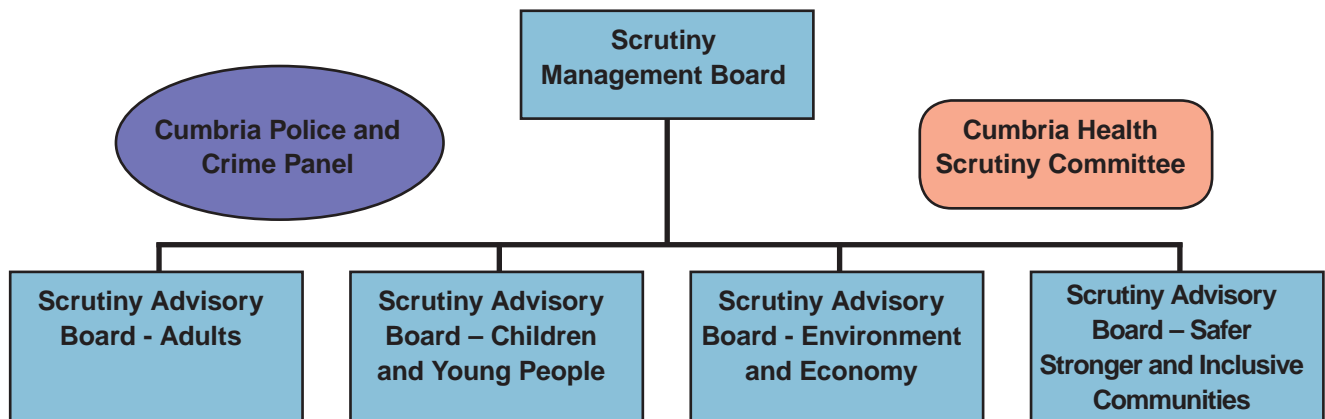 Scrutiny
Management Board
Cumbria Police and
Crime Panel
Cumbria Health
Scrutiny Committee
Scrutiny Advisory
Board - Adults
Scrutiny Advisory
Board – Children
and Young People
Scrutiny Advisory
Board - Environment
and Economy
Scrutiny Advisory
Board – Safer
Stronger and Inclusive
Communities